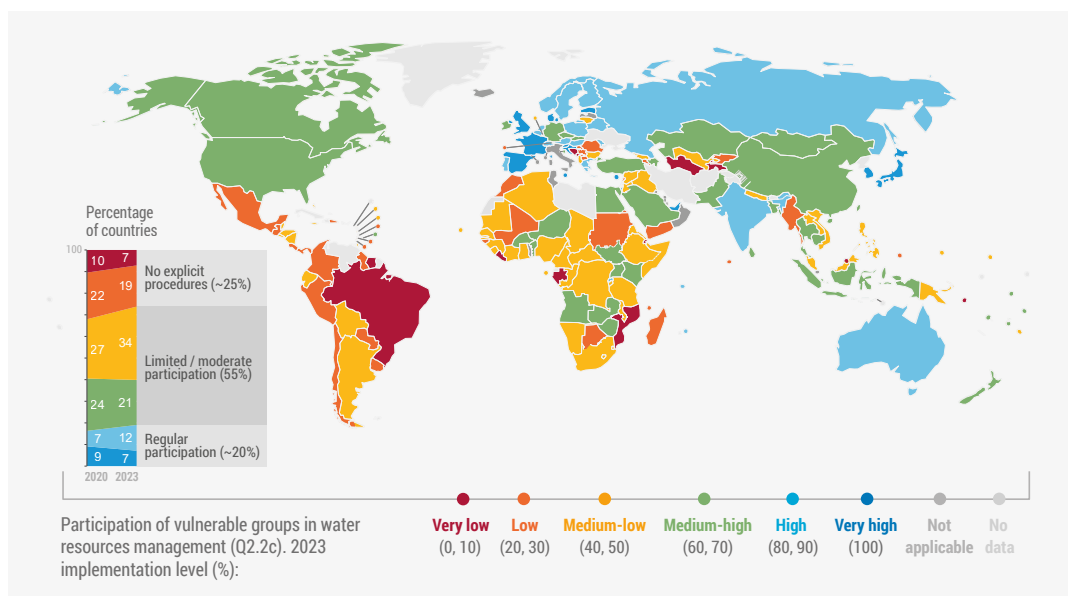 Percentage
of countries
100
10 7
No explicit
procedures (~25%)
22 19
27 34
Limited / moderate
participation (55%)
24 21
7 12
Regular
participation (~20%)
9 7
2020 2023
Participation of vulnerable groups in water
resources management (Q2.2c). 2023
implementation level (%):
Very low
(0, 10)
Low
(20, 30)
Medium-low
(40, 50)
Medium-high
(60, 70)
High
(80, 90)
Very high
(100)
Not
applicable
No
data